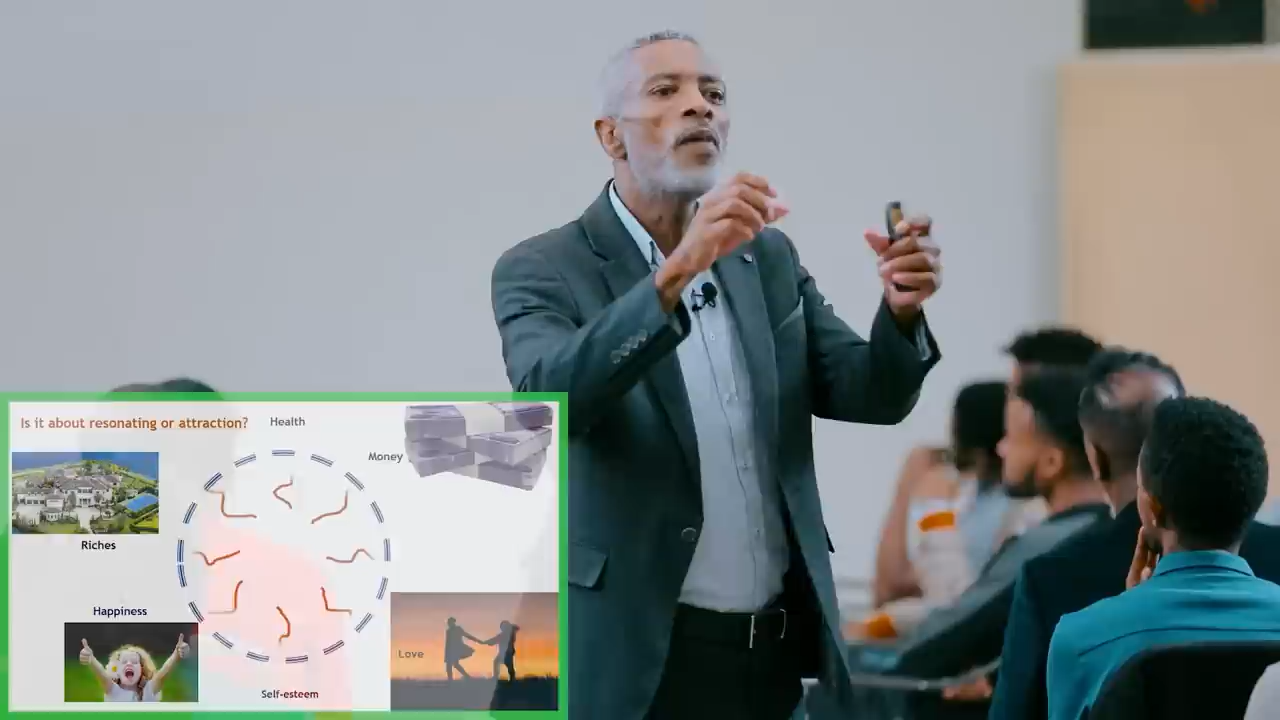 Is it about resonating or attraction?
Health
Money
Riches
Happiness
Love
Self-esteem